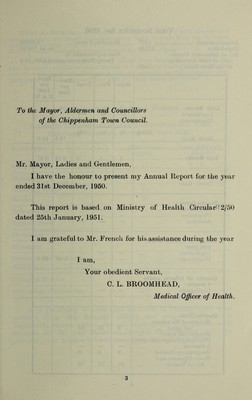 To the Mayor, Aldermen and Councillors
of the Chippenham Town Council.
Mr. Mayor, Ladies and Gentlemen,
I have the honour to present my Annual Report for the year
ended 31st December, 1950.
This report is based on Ministry of Health Circular 2/50
dated 25th January, 1951.
I am grateful to Mr. French for his assistance during the year
I am,
Your obedient Servant,
C. L. BROOMHEAD,
Medical Officer of Health.
3